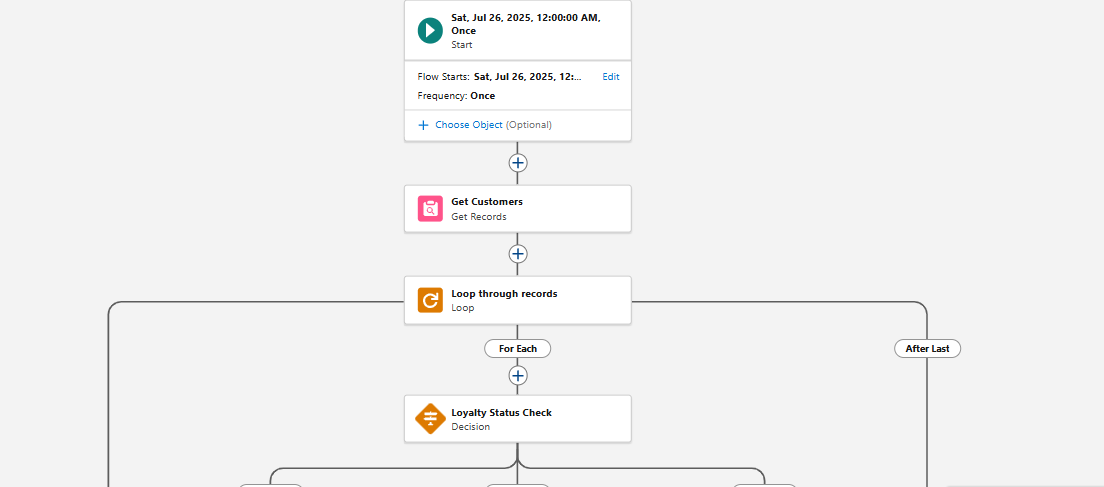 Sat, Jul 26, 2025, 12:00:00 AM,
Once
Start
Flow Starts: Sat, Jul 26, 2025, 12:... Edit
Frequency: Once
+ Choose Object (Optional)
Get Customers
Get Records
Loop through records
Loop
For Each
After Last
Loyalty Status Check
Decision